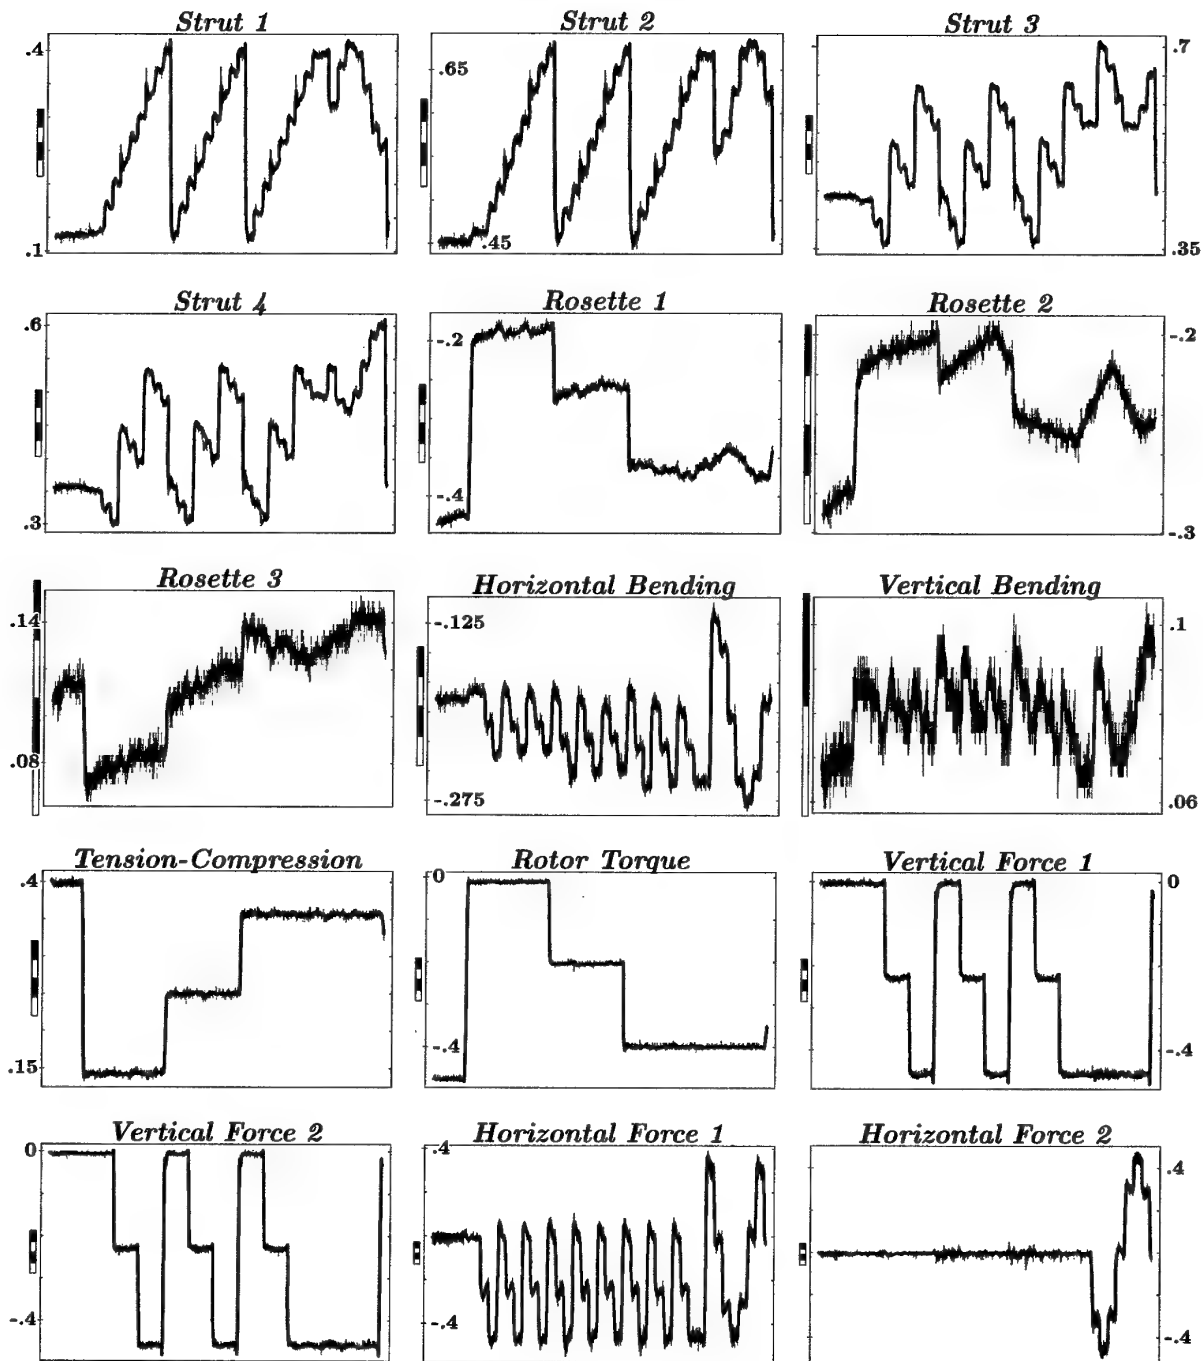 Strut 1
Strut 2
Strut 3
.4
.1
.65
.45
.7
.35
Strut 4
Rosette 1
Rosette 2
.6
.3
-.2
-.4
-.2
-.3
Rosette 3
Horizontal Bending
Vertical Bending
.14
.08
-.125
-.275
.1
.06
Tension-Compression
Rotor Torque
Vertical Force 1
.4
.15
0
-.4
0
-.4
Vertical Force 2
Horizontal Force 1
Horizontal Force 2
0
-.4
.4
-.4
.4
-.4